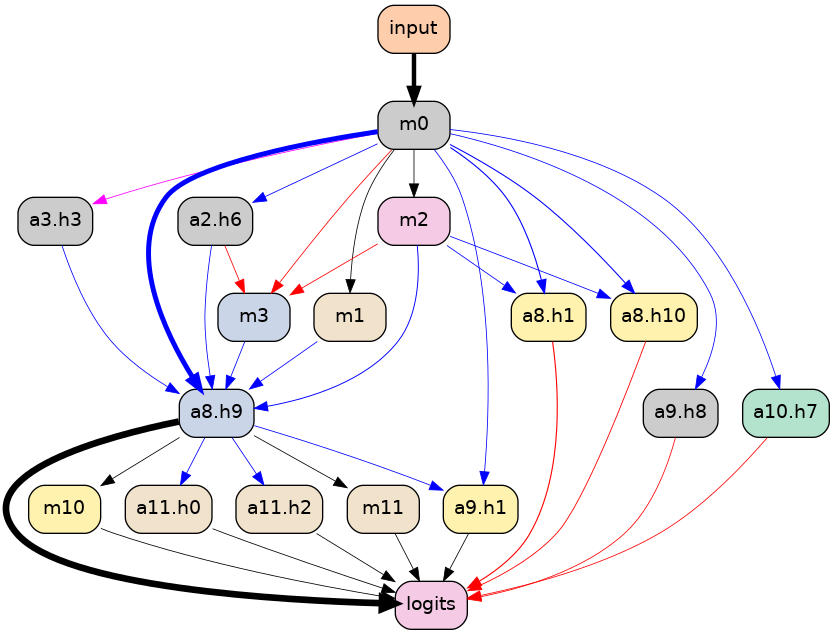 input
m0
a3.h3
a2.h6
m2
m3
m1
a8.h1
a8.h10
a8.h9
a9.h8
a10.h7
m10
a11.h0
a11.h2
m11
a9.h1
logits